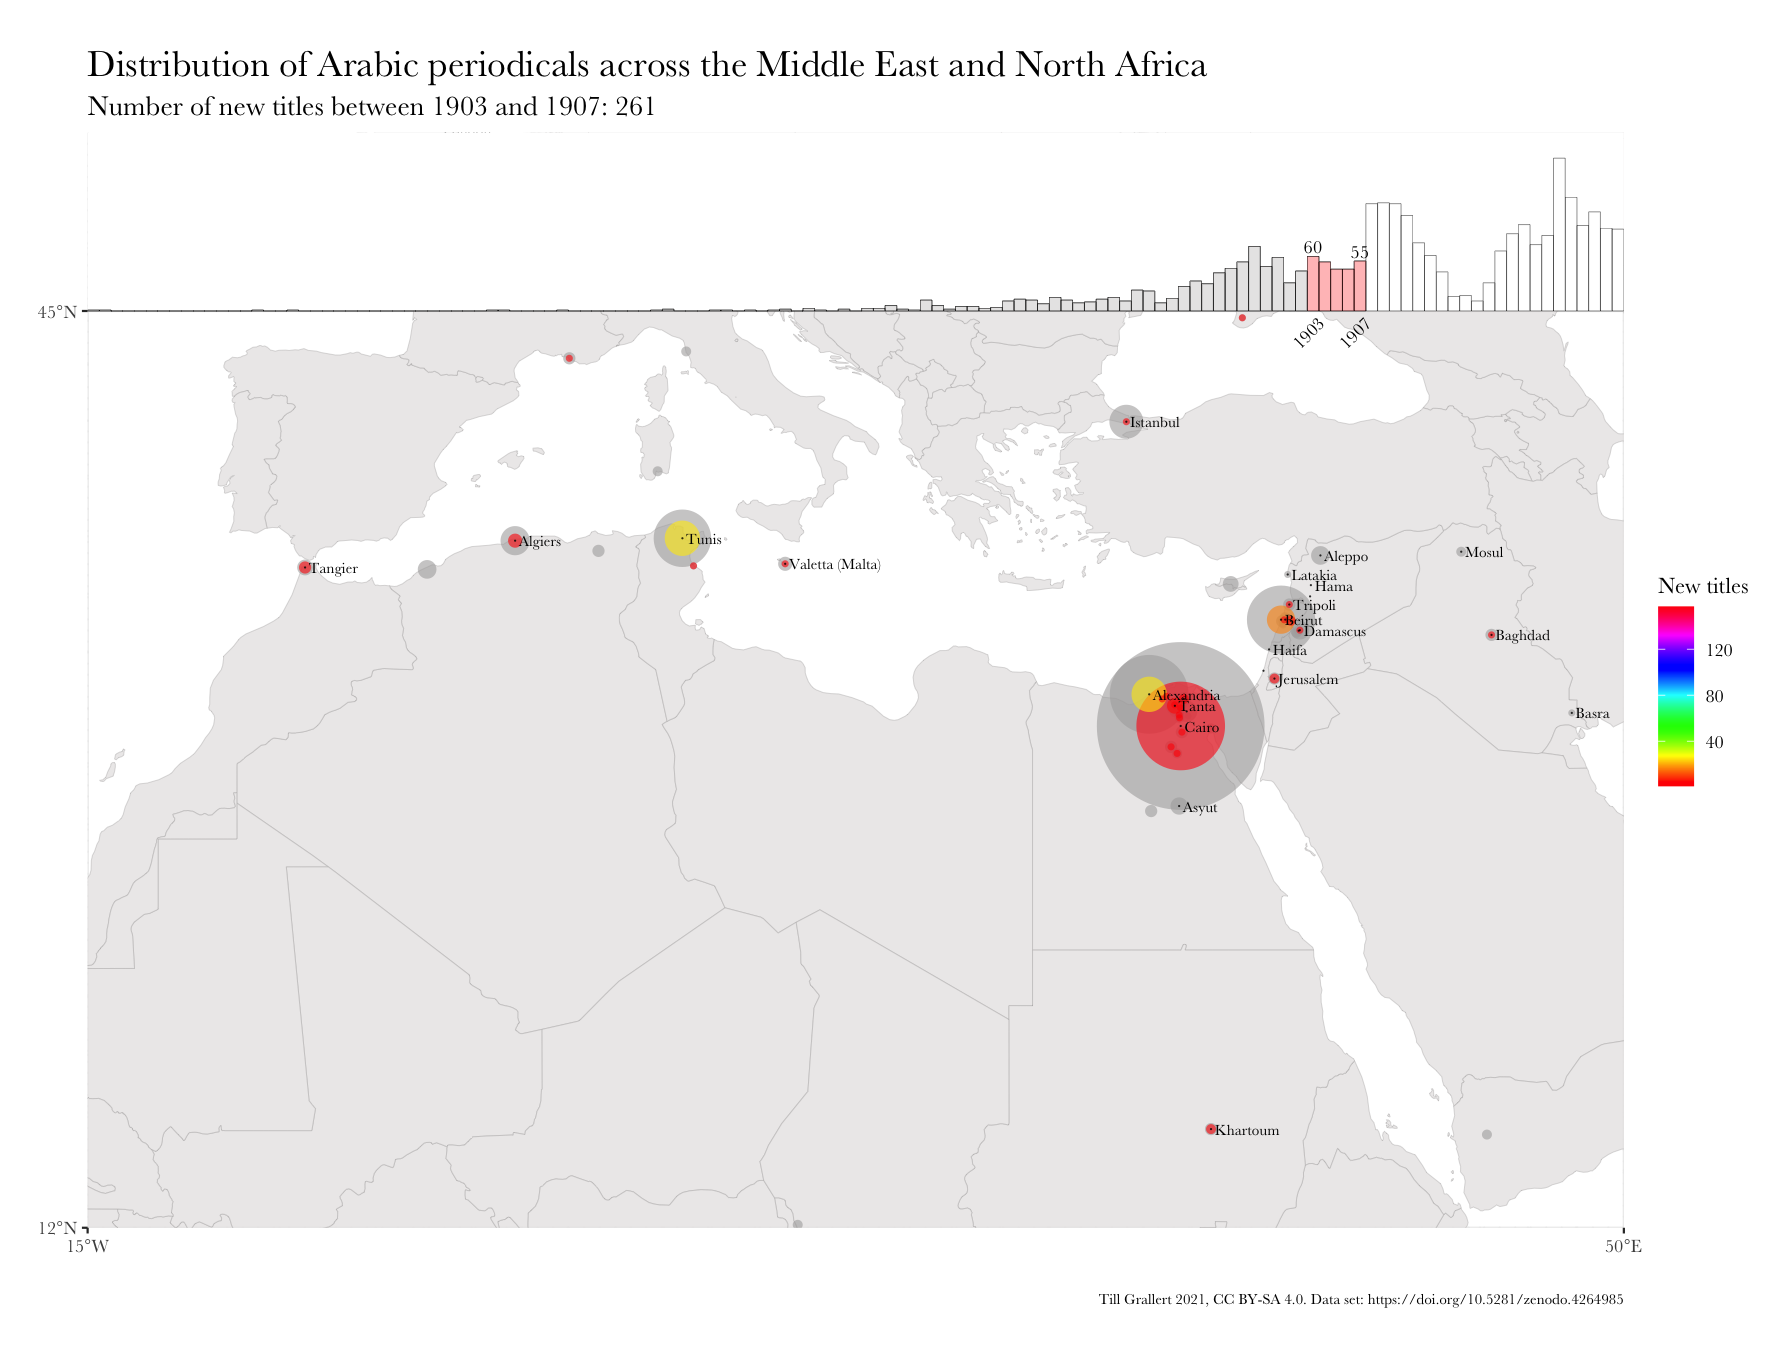 Distribution of Arabic periodicals across the Middle East and North Africa
Number of new titles between 1903 and 1907: 261
60
55
45°N
1903
1907
Istanbul
Algiers
Tunis
Aleppo
Mosul
Tangier
Valetta (Malta)
Latakia
Hama
New titles
Tripoli
Beirut
Damascus
Baghdad
Haifa
120
Jerusalem
Alexandria
80
Tanta
Basra
Cairo
40
Asyut
Khartoum
12°N
15°W
50°E
Till Grallert 2021, CC BY-SA 4.0. Data set: https://doi.org/10.5281/zenodo.4264985